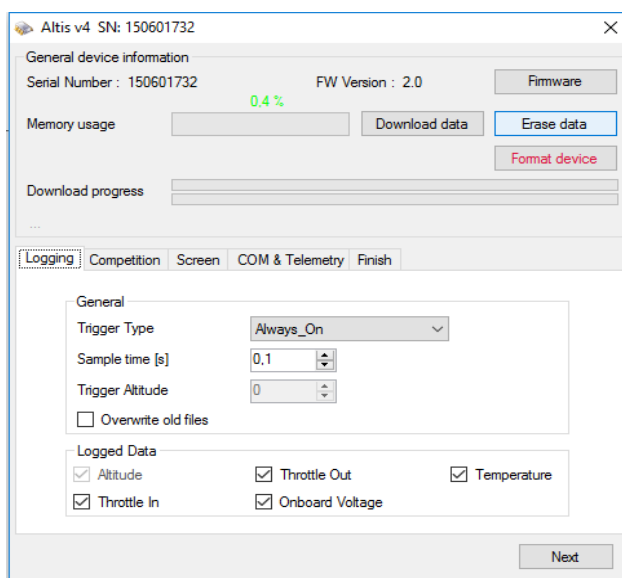 Altis v4 SN: 150601732
General device information
Serial Number : 150601732 FW Version : 2.0 Firmware
0,4 %
Memory usage Download data Erase data
Format device
Download progress
...
Logging Competition Screen COM & Telemetry Finish
General
Trigger Type Always_On
Sample time [s] 0,1
Trigger Altitude 0
Overwrite old files
Logged Data
Altitude Throttle Out Temperature
Throttle In Onboard Voltage
Next